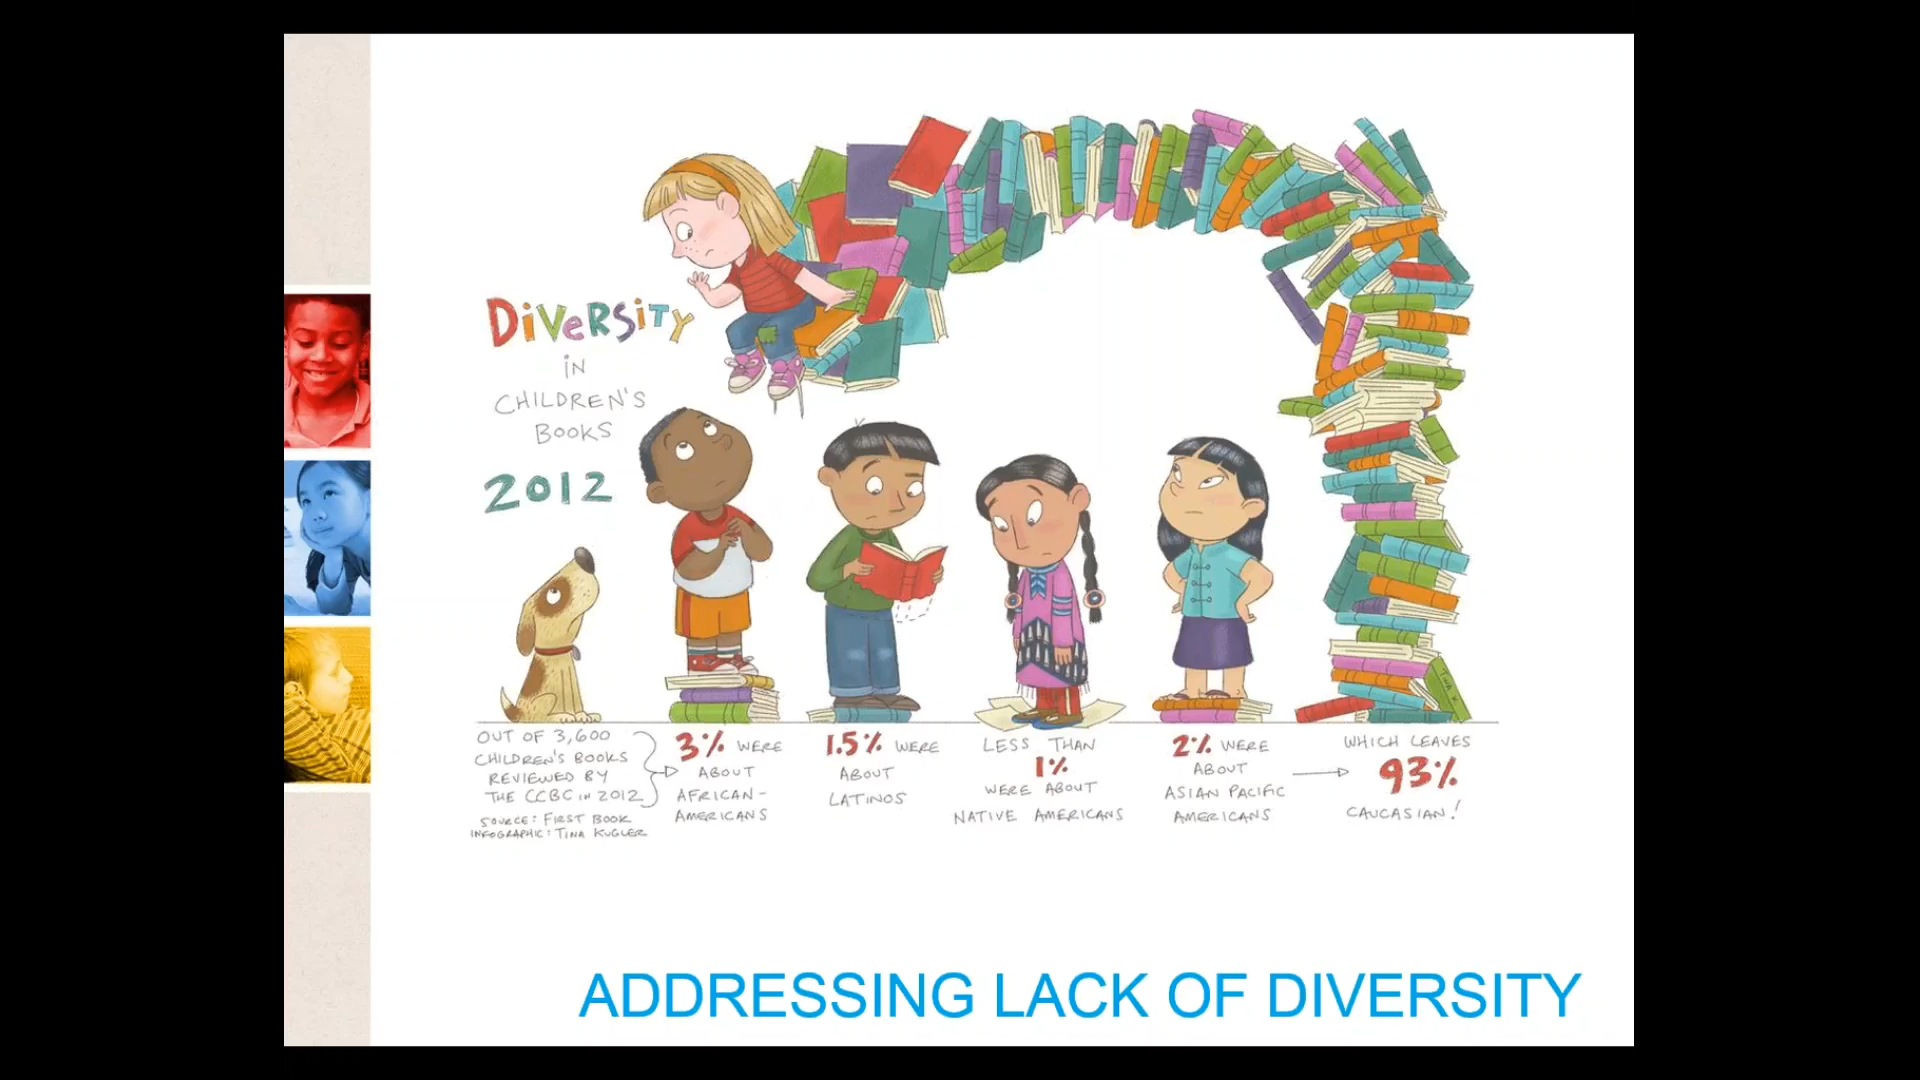 DiVeRSiTY
iN
CHILDREN'S
BOOKS
2012
OUT OF 3,600
CHILDREN'S BOOKS
REVIEWED BY
THE CCBC IN 2012
SOURCE: FIRST BOOK
INFOGRAPHIC: TINA KUGLER
3% WERE
ABOUT
AFRICAN-
AMERICANS
1.5% WERE
ABOUT
LATINOS
LESS THAN
1%
WERE ABOUT
NATIVE AMERICANS
2% WERE
ABOUT
ASIAN PACIFIC
AMERICANS
WHICH LEAVES
93%
CAUCASIAN!
ADDRESSING LACK OF DIVERSITY